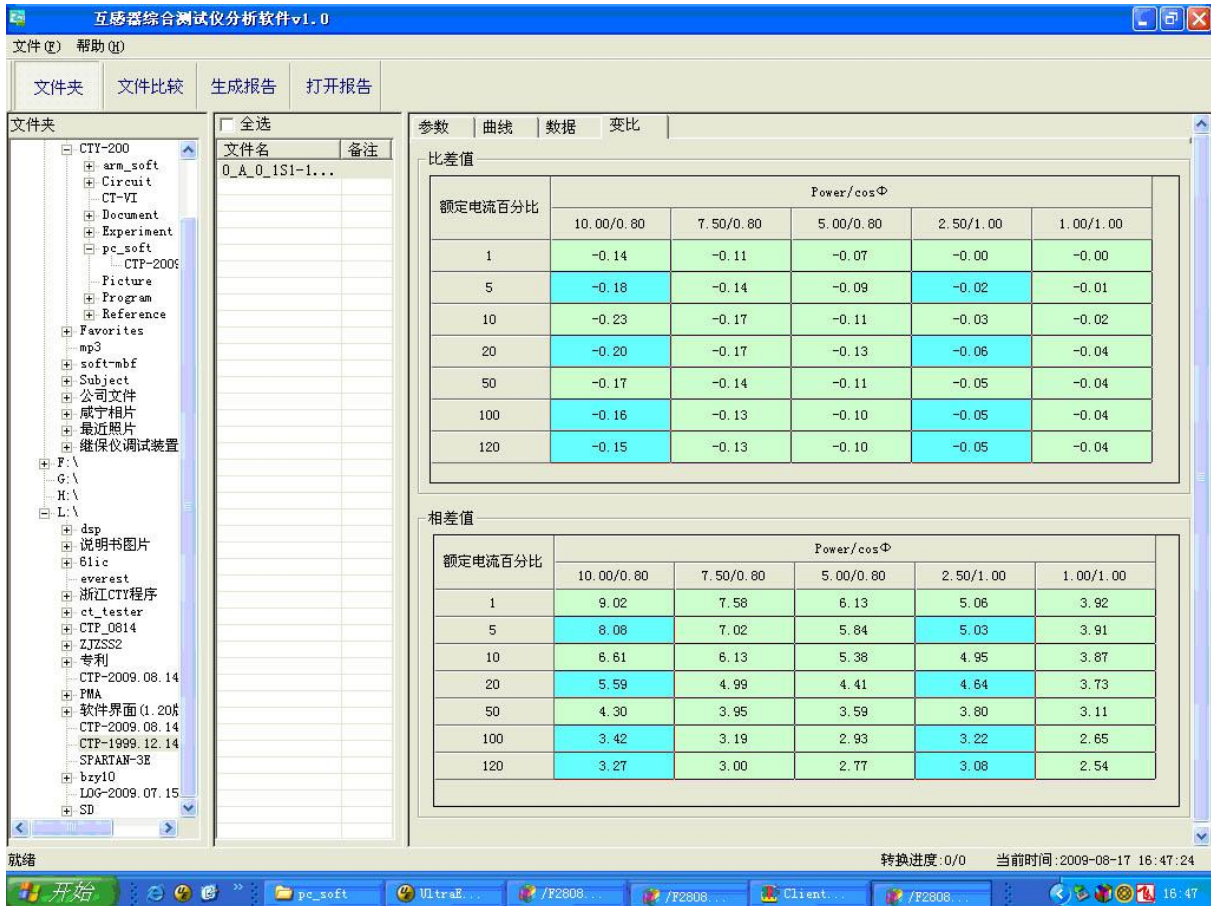 互感器综合测试仪分析软件v1.0
文件(F) 帮助(H)
文件夹 文件比较 生成报告 打开报告
文件夹
CTY-200
arm_soft
Circuit
CT-VI
Document
Experiment
pc_soft
CTP-2009
Picture
Program
Reference
Favorites
mp3
soft-mbf
Subject
公司文件
咸宁相片
最近照片
继保仪调试装置
F:\
G:\
H:\
L:\
dsp
说明书图片
61ic
everest
浙江CTY程序
ct_tester
CTP_0814
ZJZSS2
专利
CTP-2009.08.14
PMA
软件界面(1.20版
CTP-2009.08.14
CTP-1999.12.14
SPARTAN-3E
bzy10
LOG-2009.07.15
SD
全选
文件名 备注
0_A_0_1S1-1...
参数 曲线 数据 变比
比差值
额定电流百分比 Power/cosΦ
10.00/0.80 7.50/0.80 5.00/0.80 2.50/1.00 1.00/1.00
1 -0.14 -0.11 -0.07 -0.00 -0.00
5 -0.18 -0.14 -0.09 -0.02 -0.01
10 -0.23 -0.17 -0.11 -0.03 -0.02
20 -0.20 -0.17 -0.13 -0.06 -0.04
50 -0.17 -0.14 -0.11 -0.05 -0.04
100 -0.16 -0.13 -0.10 -0.05 -0.04
120 -0.15 -0.13 -0.10 -0.05 -0.04
相差值
额定电流百分比 Power/cosΦ
10.00/0.80 7.50/0.80 5.00/0.80 2.50/1.00 1.00/1.00
1 9.02 7.58 6.13 5.06 3.92
5 8.08 7.02 5.84 5.03 3.91
10 6.61 6.13 5.38 4.95 3.87
20 5.59 4.99 4.41 4.64 3.73
50 4.30 3.95 3.59 3.80 3.11
100 3.42 3.19 2.93 3.22 2.65
120 3.27 3.00 2.77 3.08 2.54
就绪 转换进度:0/0 当前时间:2009-08-17 16:47:24
开始 pc_soft UltraE... /F2808... /F2808... Client... /F2808... 16:47